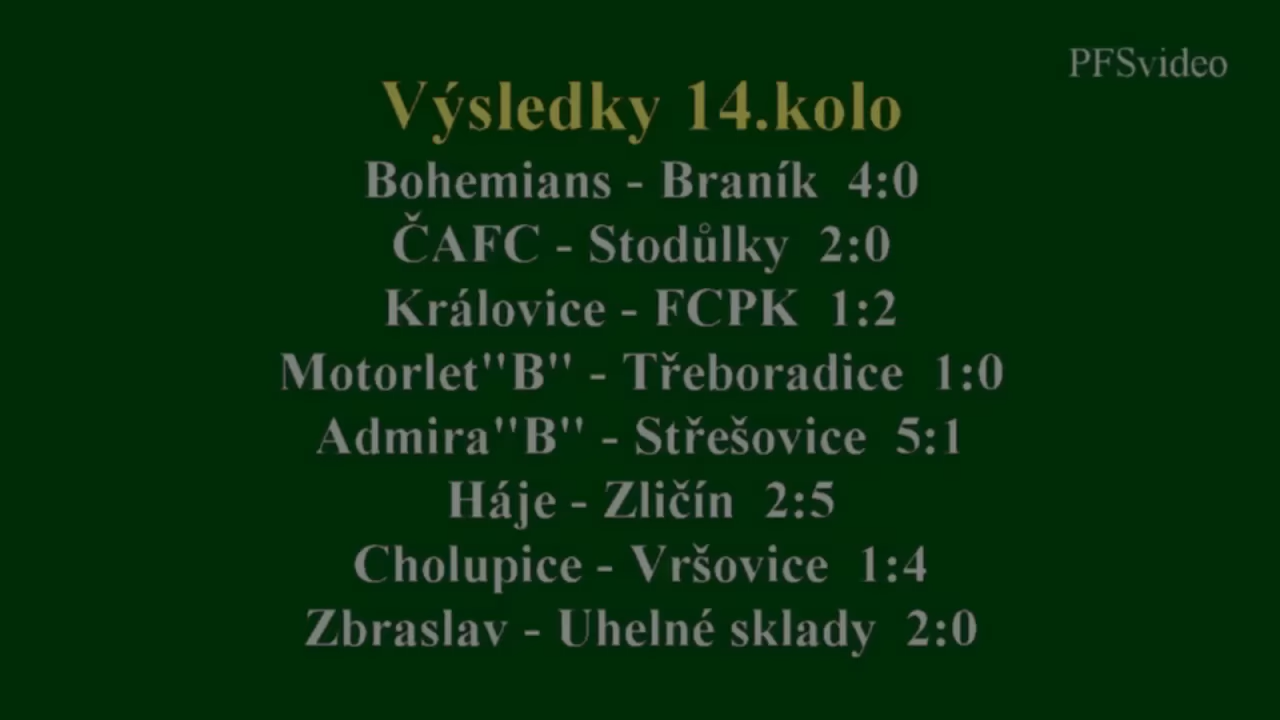 PFSvideo
Výsledky 14.kolo
Bohemians - Braník 4:0
ČAFC - Stodůlky 2:0
Královice - FCPK 1:2
Motorlet"B" - Třeboradice 1:0
Admira"B" - Střešovice 5:1
Háje - Zličín 2:5
Cholupice - Vršovice 1:4
Zbraslav - Uhelné sklady 2:0